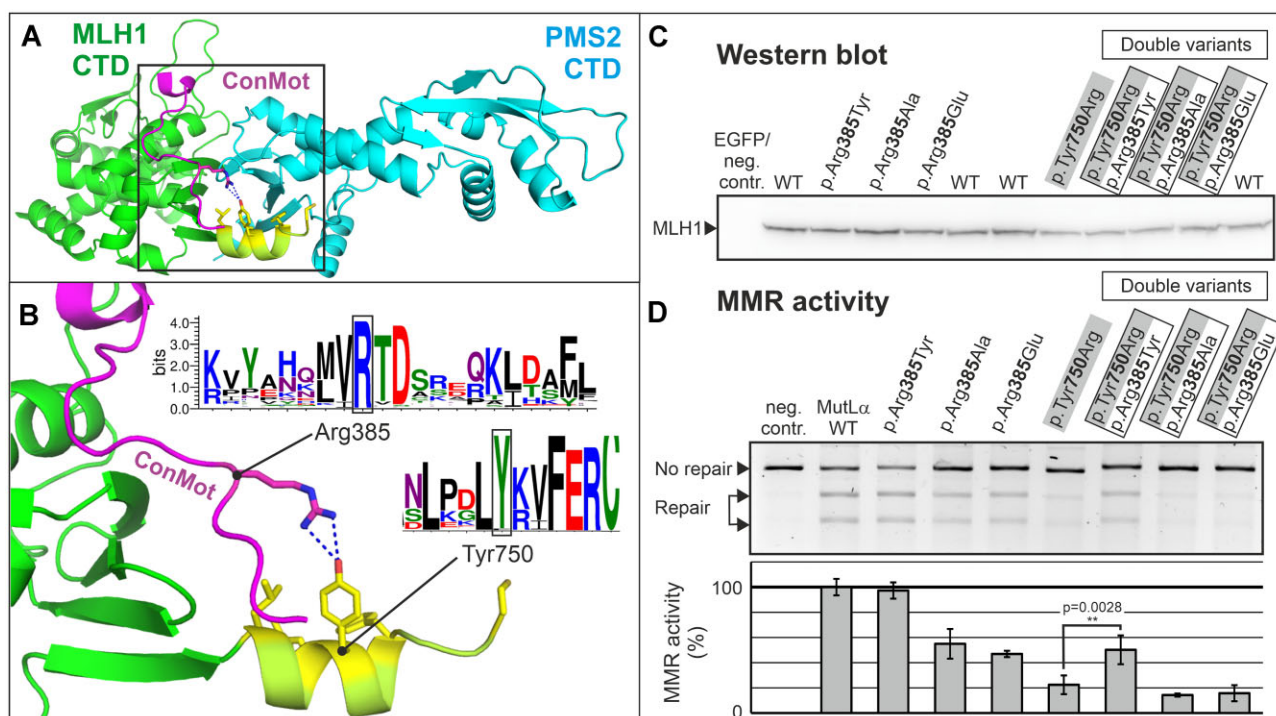 A
MLH1
CTD
ConMot
PMS2
CTD
B
bits
4.0
3.0
2.0
1.0
0.0
Arg385
ConMot
Tyr750
C
Western blot
Double variants
EGFP/
neg.
contr.
WT
p.Arg385Tyr
p.Arg385Ala
p.Arg385Glu
WT
WT
p.Tyr750Arg
p.Tyr750Arg
p.Arg385Tyr
p.Tyr750Arg
p.Arg385Ala
p.Tyr750Arg
p.Arg385Glu
WT
MLH1
D
MMR activity
Double variants
neg.
contr.
MutLα
WT
p.Arg385Tyr
p.Arg385Ala
p.Arg385Glu
p.Tyr750Arg
p.Tyr750Arg
p.Arg385Tyr
p.Tyr750Arg
p.Arg385Ala
p.Tyr750Arg
p.Arg385Glu
No repair
Repair
MMR activity
(%)
100
0
p=0.0028
**